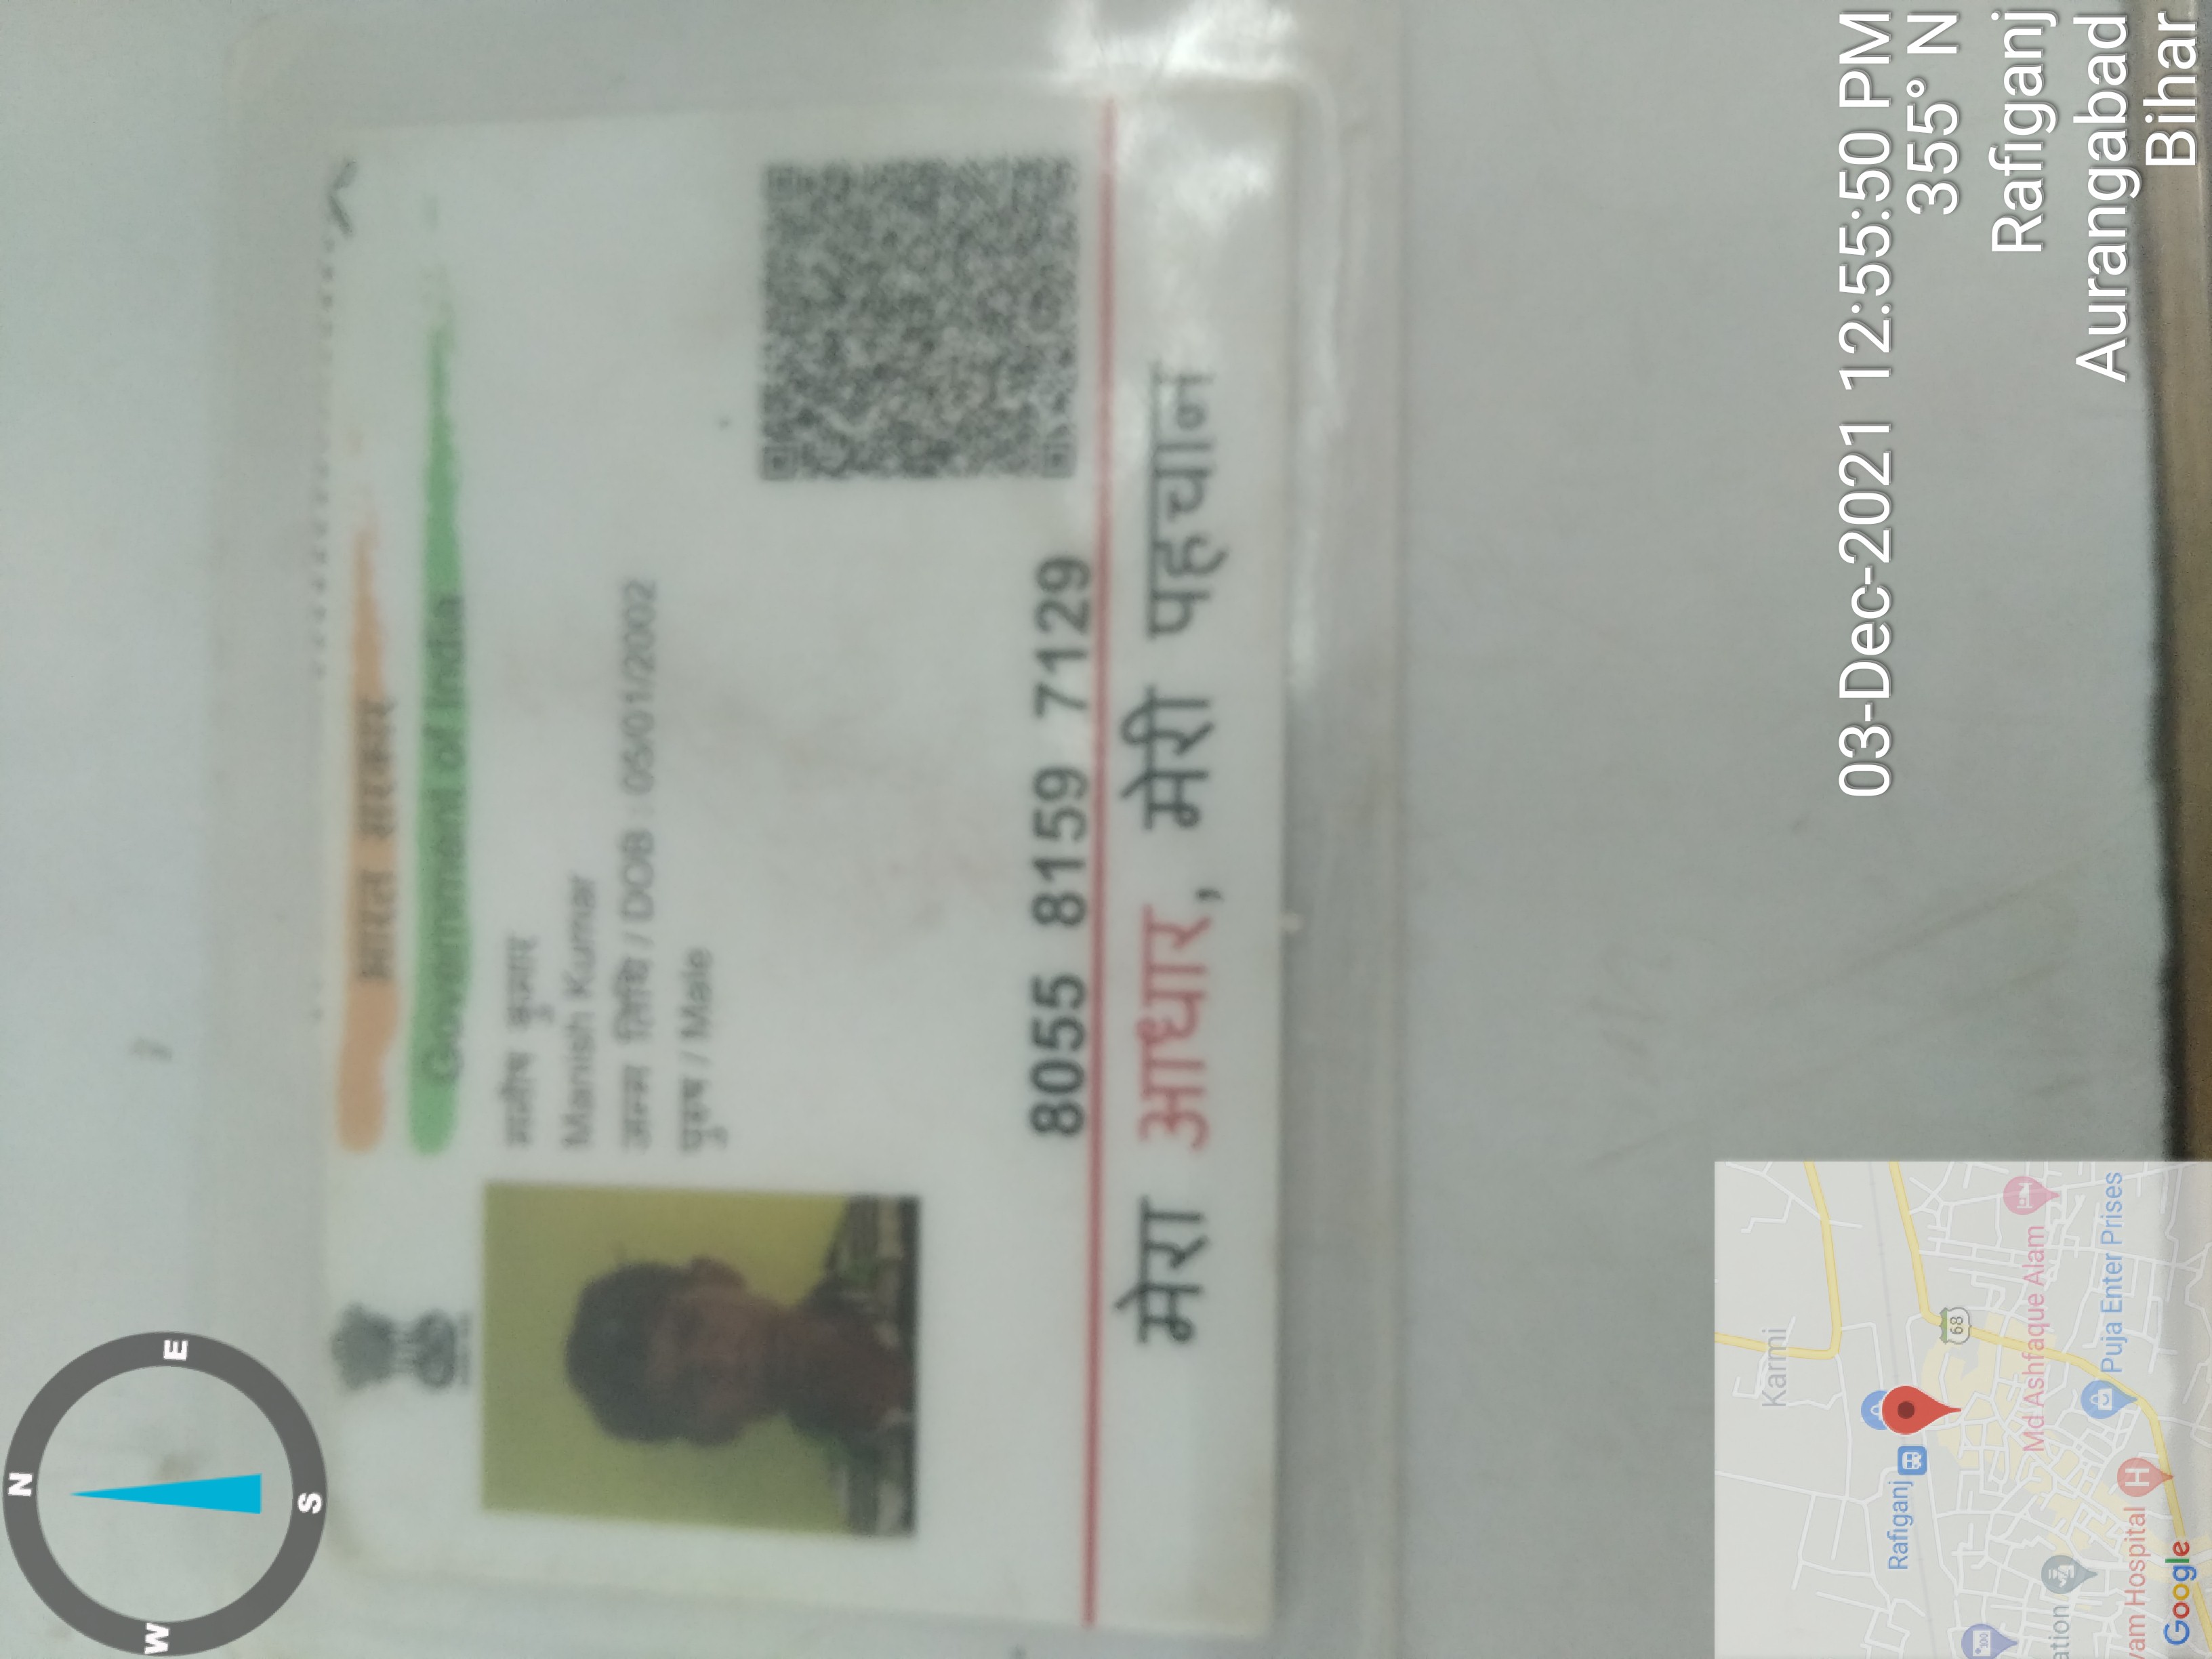 N
W
E
S
भारत सरकार
Government of India
मनीष कुमार
Manish Kumar
जन्म तिथि / DOB : 05/01/2002
पुरुष / Male
8055 8159 7129
मेरा आधार, मेरी पहचान
Karmi
Rafiganj
68
Md Ashfaque Alam
ation
Puja Enter Prises
vam Hospital
H
Google
03-Dec-2021 12:55:50 PM
355° N
Rafiganj
Aurangabad
Bihar